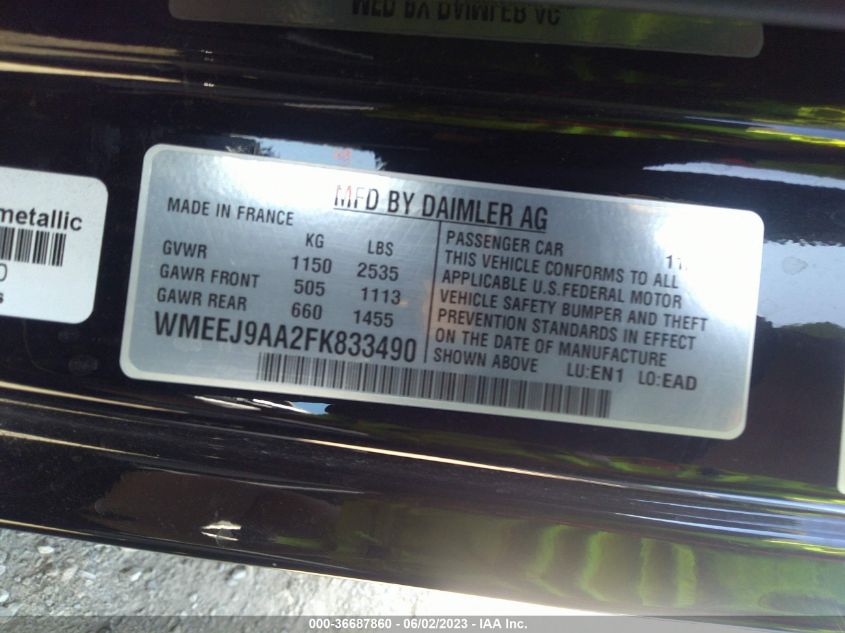 metallic
0
s
MFD BY DAIMLER AG
MADE IN FRANCE
KG LBS
GVWR 1150 2535
GAWR FRONT 505 1113
GAWR REAR 660 1455
WMEEJ9AA2FK833490
PASSENGER CAR 11
THIS VEHICLE CONFORMS TO ALL
APPLICABLE U.S.FEDERAL MOTOR
VEHICLE SAFETY BUMPER AND THEFT
PREVENTION STANDARDS IN EFFECT
ON THE DATE OF MANUFACTURE
SHOWN ABOVE LU:EN1 LO:EAD
000-36687860 - 06/02/2023 - IAA Inc.